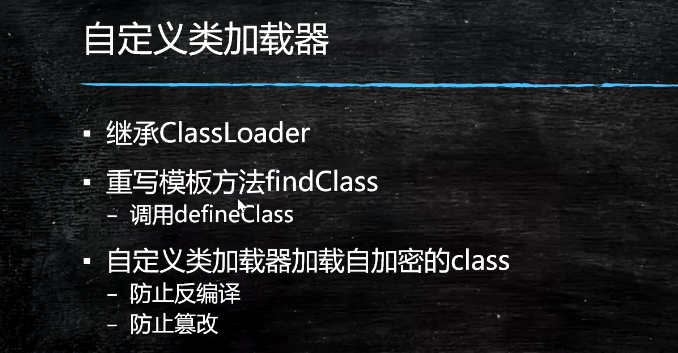 自定义类加载器
▪ 继承ClassLoader
▪ 重写模板方法findClass
– 调用defineClass
▪ 自定义类加载器加载自加密的class
– 防止反编译
– 防止篡改